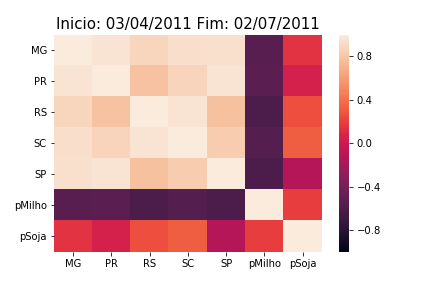 Inicio: 03/04/2011 Fim: 02/07/2011
MG
PR
RS
SC
SP
pMilho
pSoja
MG PR RS SC SP pMilho pSoja
0.8
0.4
0.0
−0.4
−0.8